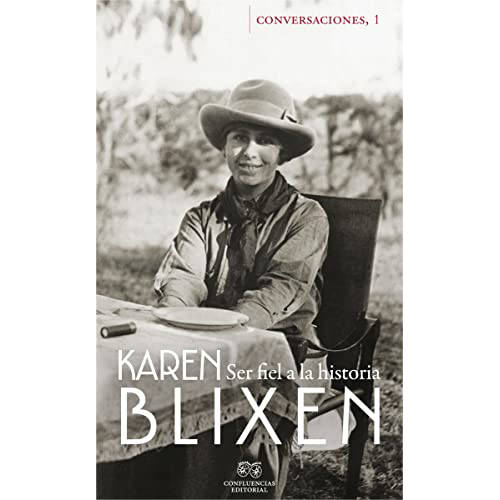 CONVERSACIONES, 1
KAREN Ser fiel a la historia
BLIXEN
CONFLUENCIAS
EDITORIAL